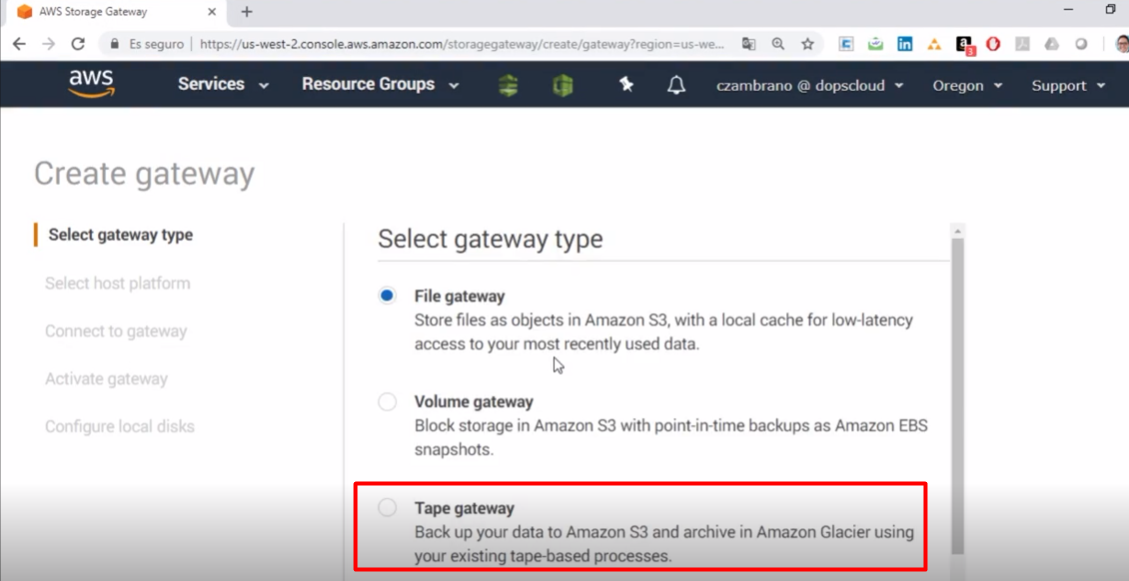 AWS Storage Gateway
Es seguro
https://us-west-2.console.aws.amazon.com/storagegateway/create/gateway?region=us-we...
aws
Services
Resource Groups
czambrano @ dopscloud
Oregon
Support
Create gateway
Select gateway type
Select host platform
Connect to gateway
Activate gateway
Configure local disks
Select gateway type
File gateway
Store files as objects in Amazon S3, with a local cache for low-latency
access to your most recently used data.
Volume gateway
Block storage in Amazon S3 with point-in-time backups as Amazon EBS
snapshots.
Tape gateway
Back up your data to Amazon S3 and archive in Amazon Glacier using
your existing tape-based processes.